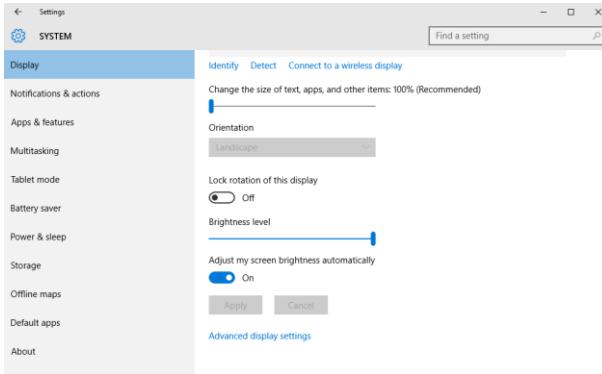 Settings
SYSTEM
Find a setting
Display
Notifications & actions
Apps & features
Multitasking
Tablet mode
Battery saver
Power & sleep
Storage
Offline maps
Default apps
About
Identify Detect Connect to a wireless display
Change the size of text, apps, and other items: 100% (Recommended)
Orientation
Landscape
Lock rotation of this display
Off
Brightness level
Adjust my screen brightness automatically
On
Apply Cancel
Advanced display settings